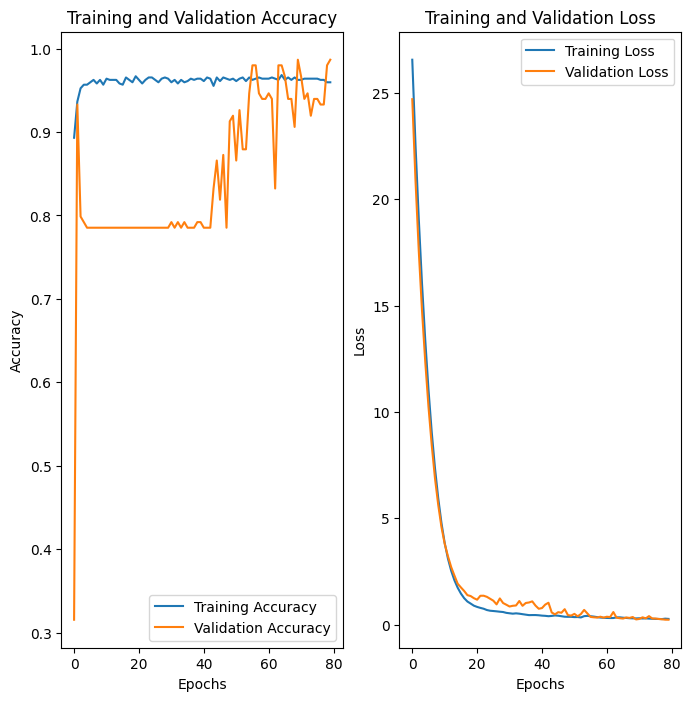 Training and Validation Accuracy
1.0
0.9
0.8
0.7
0.6
0.5
0.4
0.3
Accuracy
0 20 40 60 80
Epochs
Training Accuracy
Validation Accuracy
Training and Validation Loss
25
20
15
10
5
0
Loss
0 20 40 60 80
Epochs
Training Loss
Validation Loss